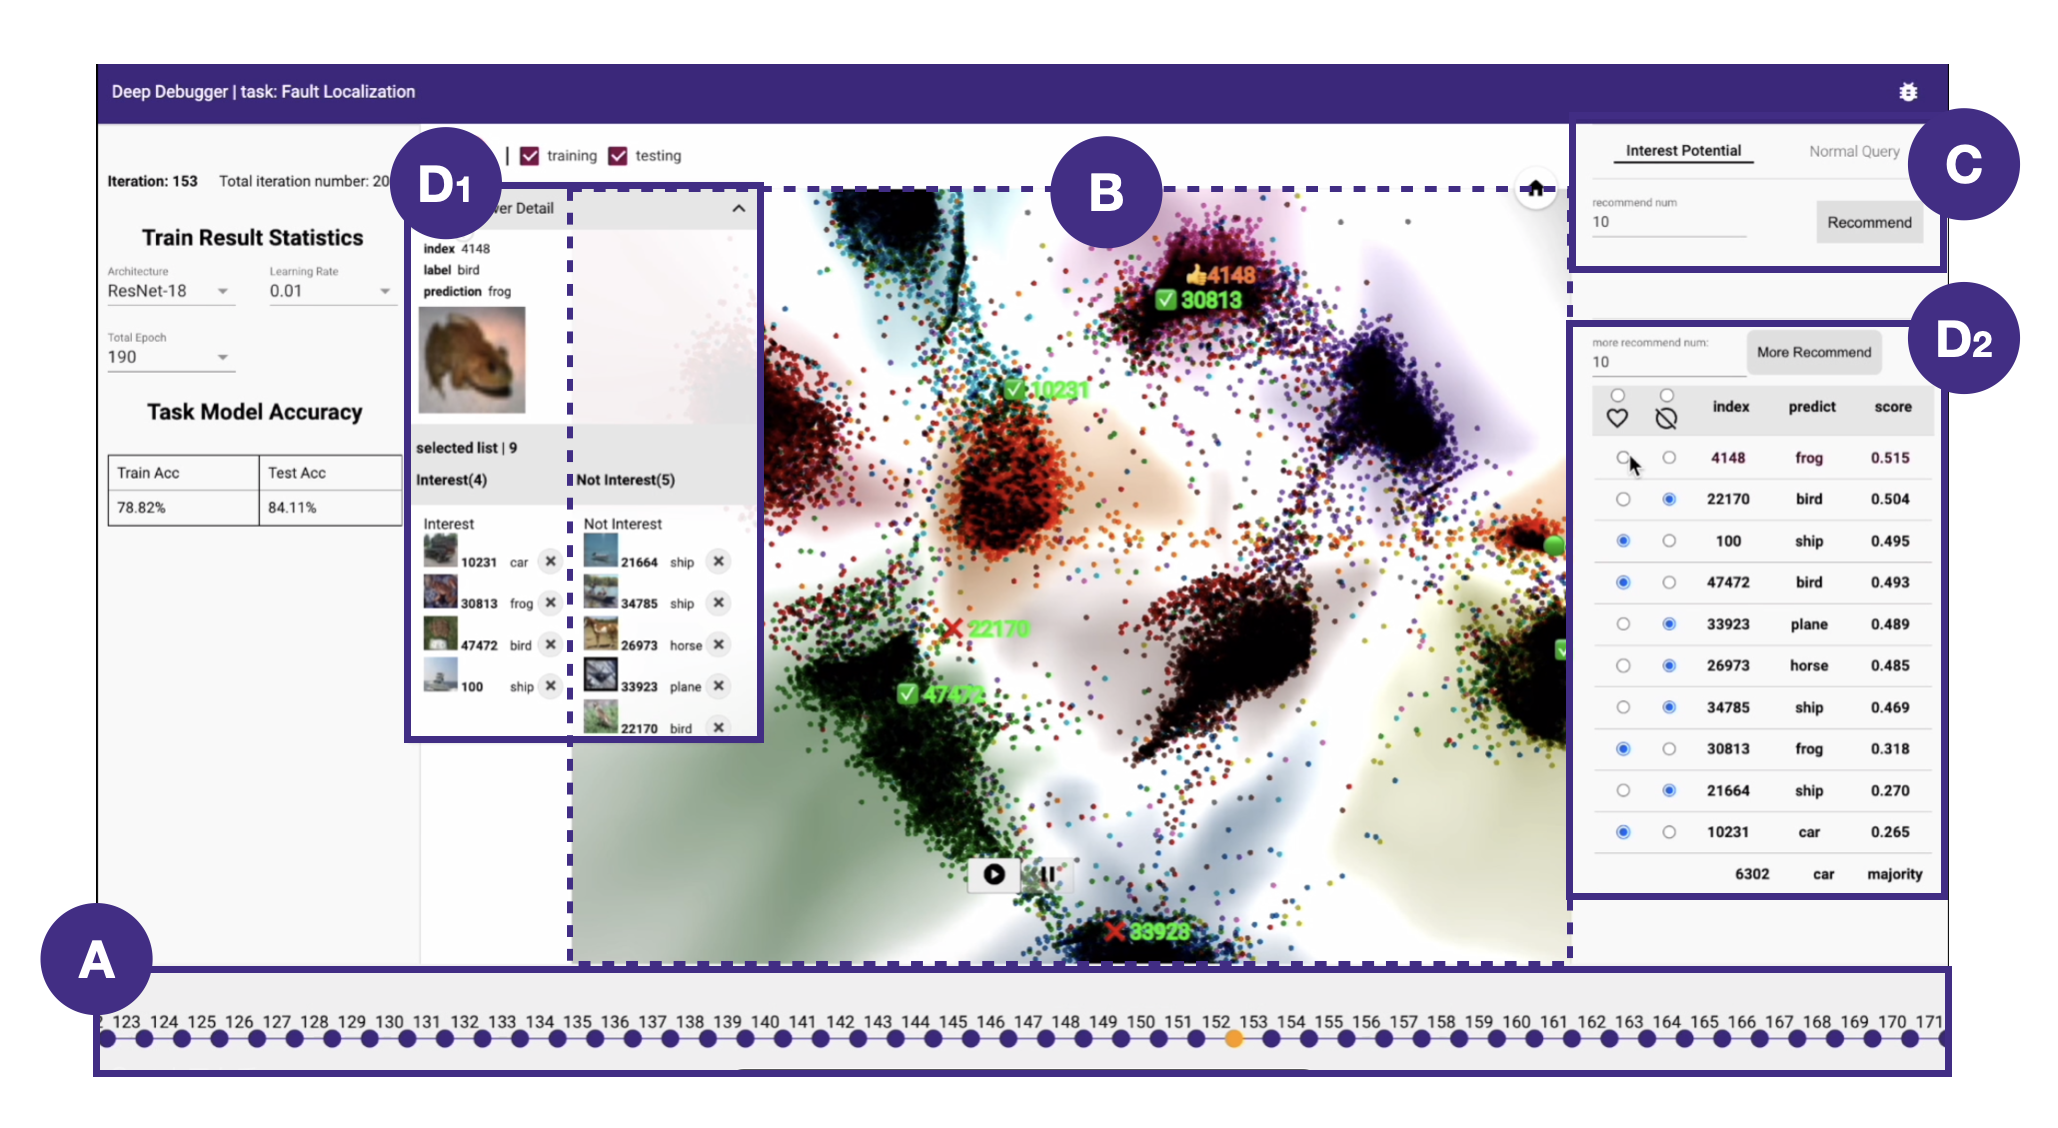 Deep Debugger | task: Fault Localization
Iteration: 153 Total iteration number: 20
Train Result Statistics
Architecture Learning Rate
ResNet-18 0.01
Total Epoch
190
Task Model Accuracy
Train Acc Test Acc
78.82% 84.11%
| training testing
D1
ver Detail
index 4148
label bird
prediction frog
selected list | 9
Interest(4) Not Interest(5)
Interest Not Interest
10231 car 21664 ship
30813 frog 34785 ship
47472 bird 26973 horse
100 ship 33923 plane
22170 bird
B
4148
30813
10231
22170
47472
33923
C
Interest Potential Normal Query
recommend num
10 Recommend
D2
more recommend num:
10 More Recommend
index predict score
4148 frog 0.515
22170 bird 0.504
100 ship 0.495
47472 bird 0.493
33923 plane 0.489
26973 horse 0.485
34785 ship 0.469
30813 frog 0.318
21664 ship 0.270
10231 car 0.265
6302 car majority
A
123 124 125 126 127 128 129 130 131 132 133 134 135 136 137 138 139 140 141 142 143 144 145 146 147 148 149 150 151 152 153 154 155 156 157 158 159 160 161 162 163 164 165 166 167 168 169 170 171